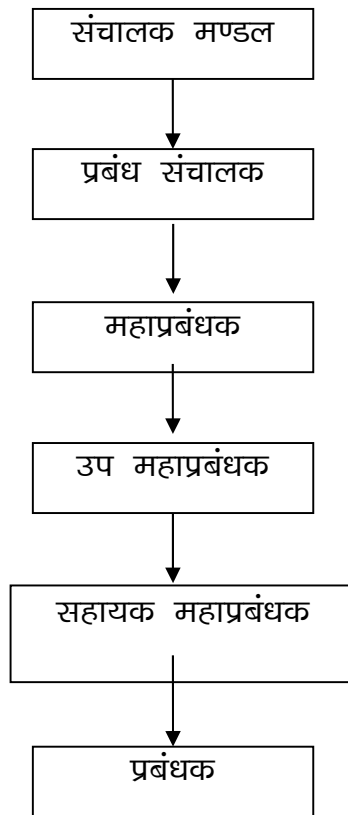 संचालक मण्डल
प्रबंध संचालक
महाप्रबंधक
उप महाप्रबंधक
सहायक महाप्रबंधक
प्रबंधक